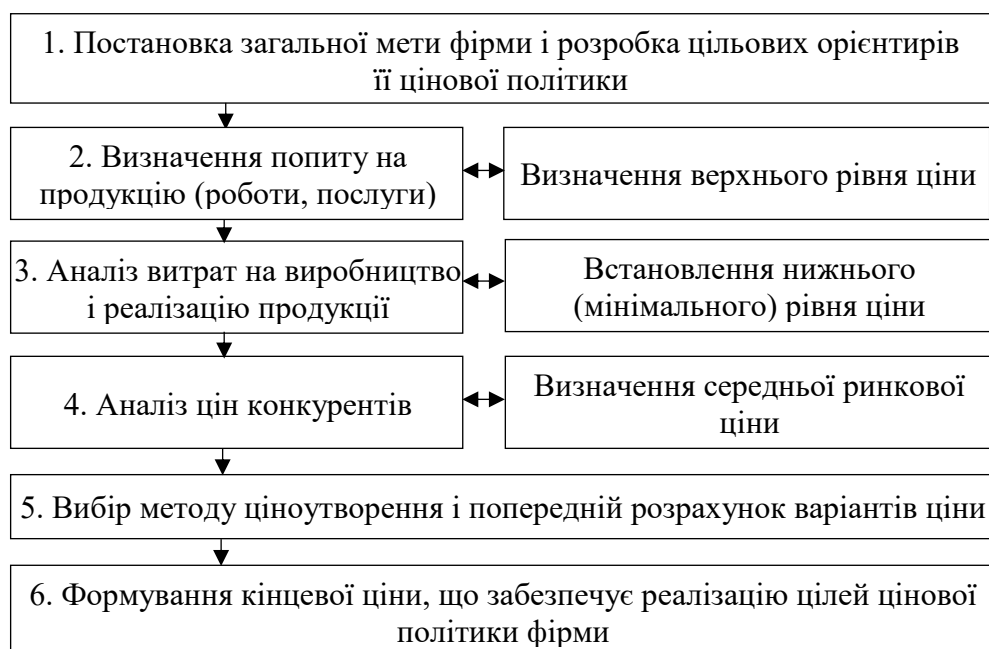 1. Постановка загальної мети фірми і розробка цільових орієнтирів
її цінової політики
2. Визначення попиту на
продукцію (роботи, послуги)
Визначення верхнього рівня ціни
3. Аналіз витрат на виробництво
і реалізацію продукції
Встановлення нижнього
(мінімального) рівня ціни
4. Аналіз цін конкурентів
Визначення середньої ринкової
ціни
5. Вибір методу ціноутворення і попередній розрахунок варіантів ціни
6. Формування кінцевої ціни, що забезпечує реалізацію цілей цінової
політики фірми